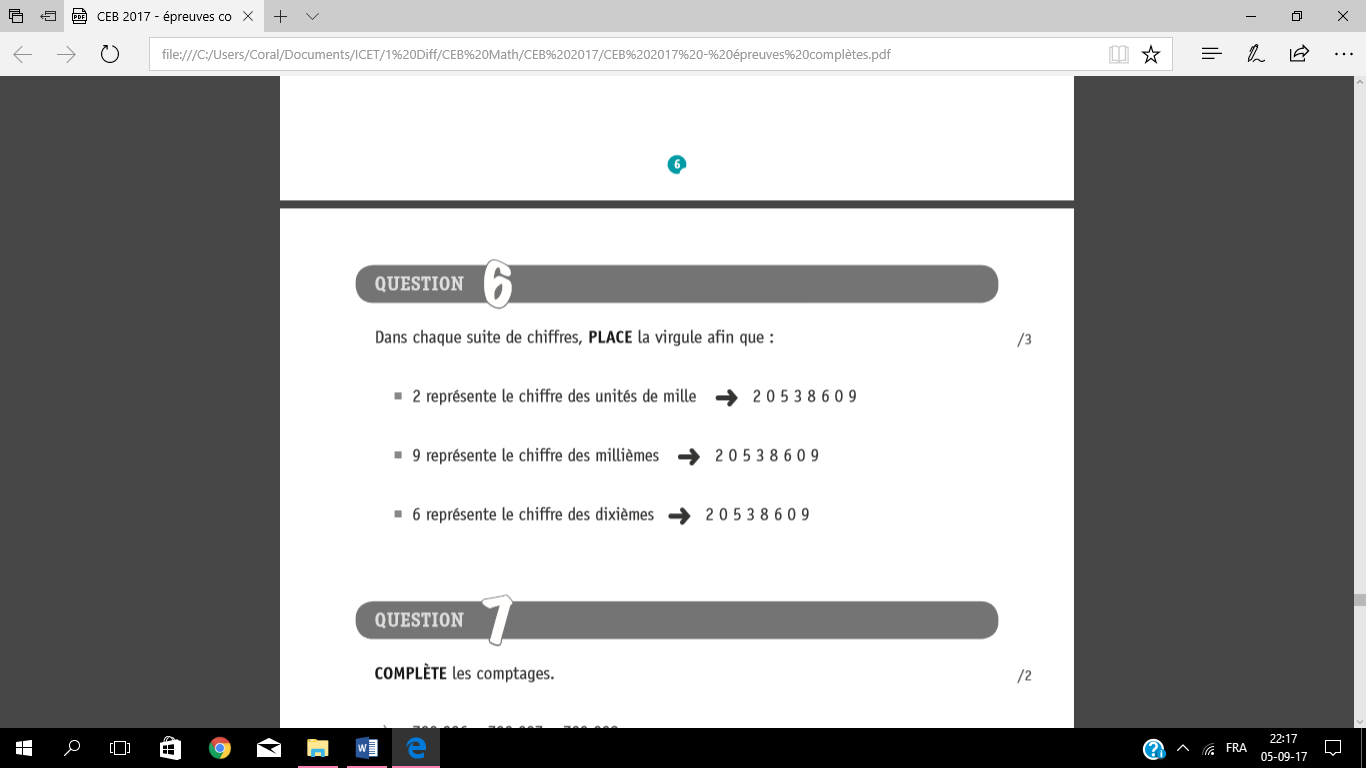 CEB 2017 - épreuves co
file:///C:/Users/Coral/Documents/ICET/1%20Diff/CEB%20Math/CEB%202017/CEB%202017%20-%20épreuves%20complètes.pdf
6
QUESTION 6
Dans chaque suite de chiffres, PLACE la virgule afin que : /3
2 représente le chiffre des unités de mille ➔ 2 0 5 3 8 6 0 9
9 représente le chiffre des millièmes ➔ 2 0 5 3 8 6 0 9
6 représente le chiffre des dixièmes ➔ 2 0 5 3 8 6 0 9
QUESTION 7
COMPLÈTE les comptages. /2
FRA
22:17
05-09-17